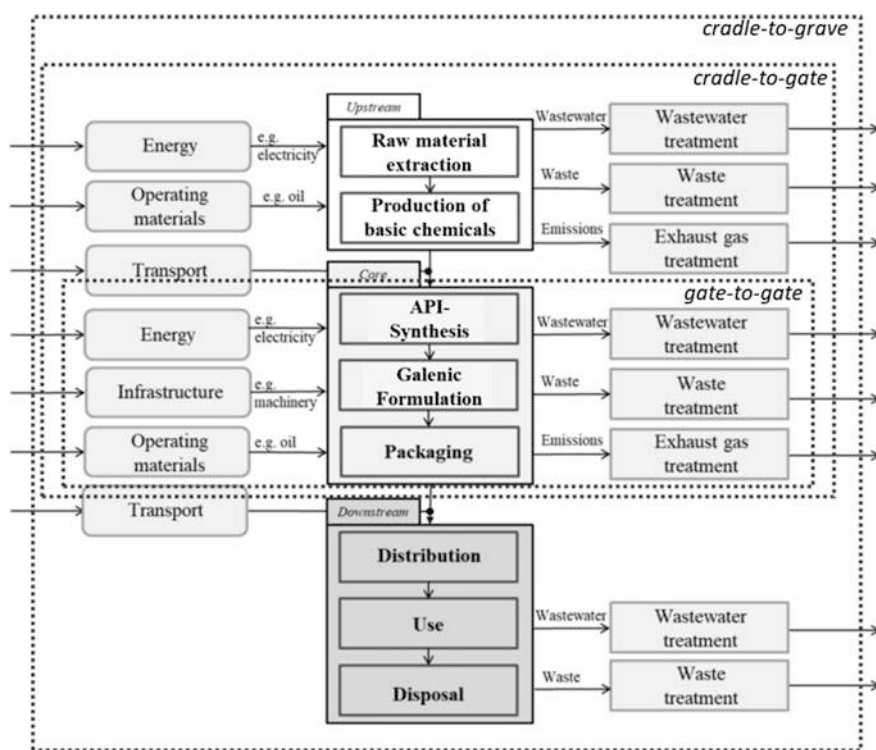 cradle-to-grave
cradle-to-gate
Upstream
Energy
e.g.
electricity
Raw material
extraction
Wastewater
Wastewater
treatment
Operating
materials
e.g. oil
Production of
basic chemicals
Waste
Waste
treatment
Emissions
Exhaust gas
treatment
Transport
Core
gate-to-gate
Energy
e.g.
electricity
API-
Synthesis
Wastewater
Wastewater
treatment
Infrastructure
e.g.
machinery
Galenic
Formulation
Waste
Waste
treatment
Operating
materials
e.g. oil
Packaging
Emissions
Exhaust gas
treatment
Transport
Downstream
Distribution
Use
Wastewater
Wastewater
treatment
Disposal
Waste
Waste
treatment